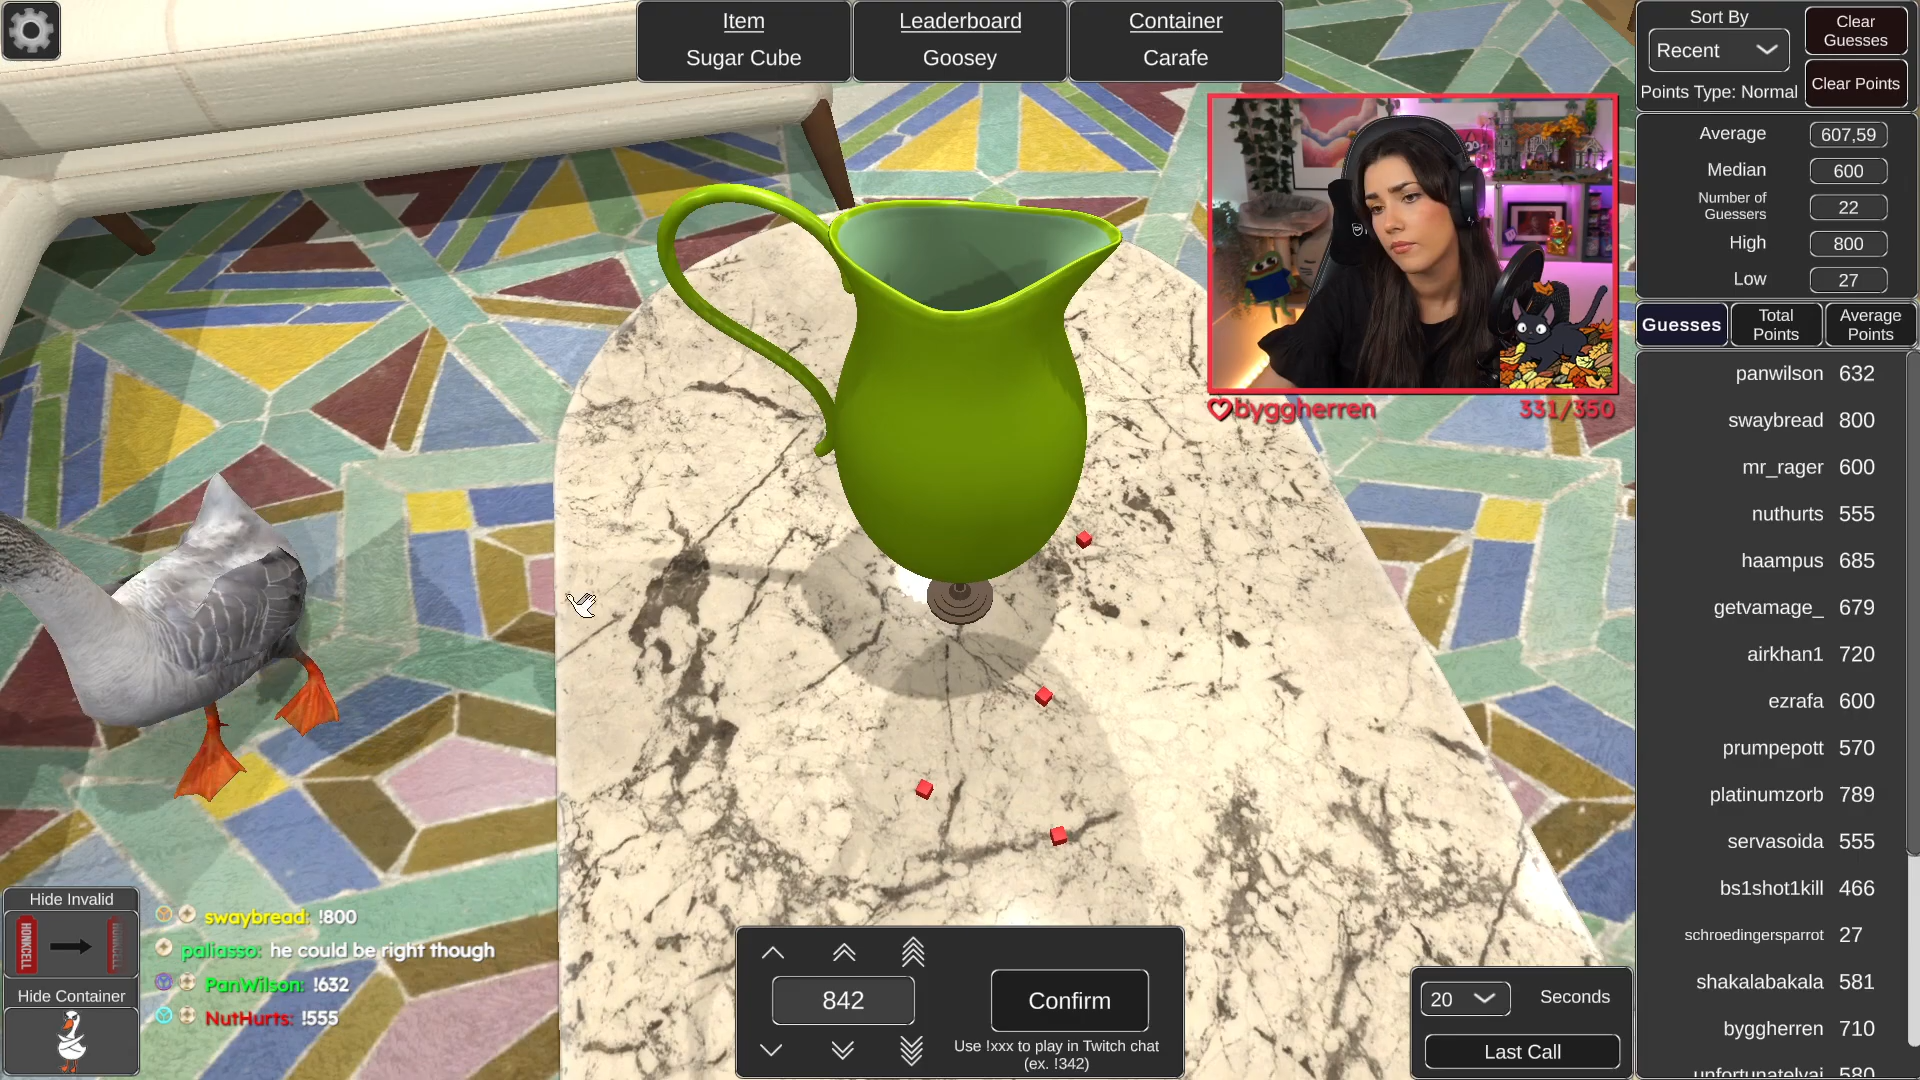 Item
Sugar Cube
Leaderboard
Goosey
Container
Carafe
Sort By
Recent
Clear Guesses
Points Type: Normal
Clear Points
Average 607,59
Median 600
Number of Guessers 22
High 800
Low 27
Guesses
Total Points
Average Points
panwilson 632
swaybread 800
mr_rager 600
nuthurts 555
haampus 685
getvamage_ 679
airkhan1 720
ezrafa 600
prumpepott 570
platinumzorb 789
servasoida 555
bs1shot1kill 466
schroedingersparrot 27
shakalabakala 581
byggherren 710
unfortunatelyai 580
byggherren 331/350
Hide Invalid
HONKCELL
HONKCELL
Hide Container
swaybread: !800
paliasso: he could be right though
PanWilson: !632
NutHurts: !555
842
Confirm
Use !xxx to play in Twitch chat
(ex. !342)
20 Seconds
Last Call